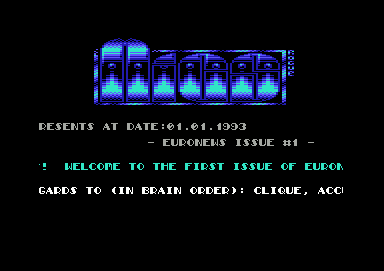 RESENTS AT DATE:01.01.1993
- EURONEWS ISSUE #1 -
! WELCOME TO THE FIRST ISSUE OF EURON
GARDS TO (IN BRAIN ORDER): CLIQUE, ACC